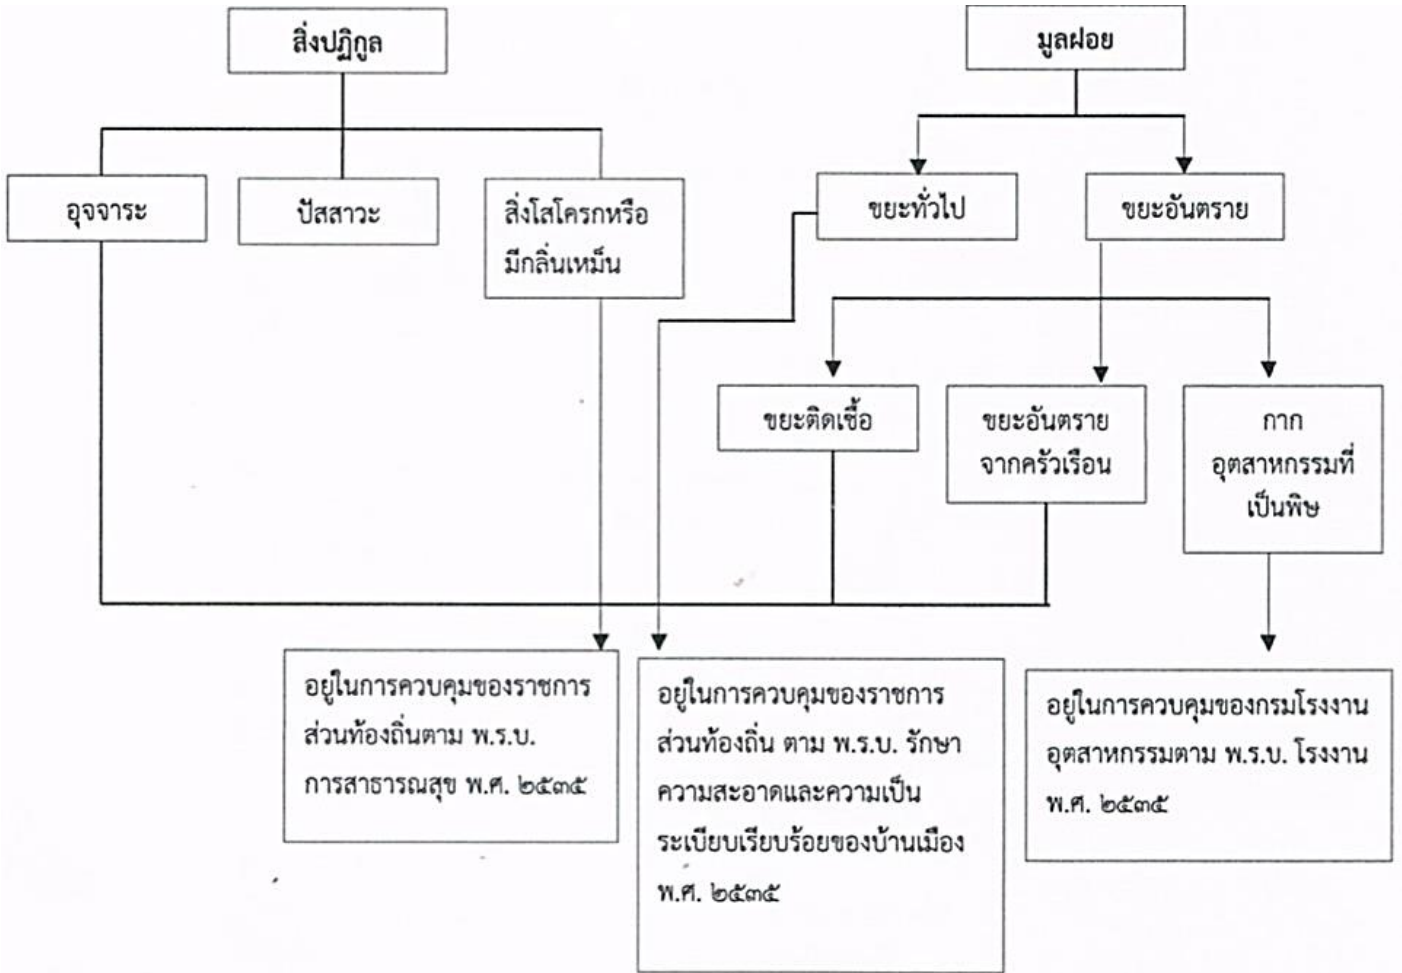 สิ่งปฏิกูล
มูลฝอย
อุจจาระ
ปัสสาวะ
สิ่งโสโครกหรือ
มีกลิ่นเหม็น
ขยะทั่วไป
ขยะอันตราย
ขยะติดเชื้อ
ขยะอันตราย
จากครัวเรือน
กาก
อุตสาหกรรมที่
เป็นพิษ
อยู่ในการควบคุมของราชการ
ส่วนท้องถิ่นตาม พ.ร.บ.
การสาธารณสุข พ.ศ. ๒๕๓๕
อยู่ในการควบคุมของราชการ
ส่วนท้องถิ่น ตาม พ.ร.บ. รักษา
ความสะอาดและความเป็น
ระเบียบเรียบร้อยของบ้านเมือง
พ.ศ. ๒๕๓๕
อยู่ในการควบคุมของกรมโรงงาน
อุตสาหกรรมตาม พ.ร.บ. โรงงาน
พ.ศ. ๒๕๓๕